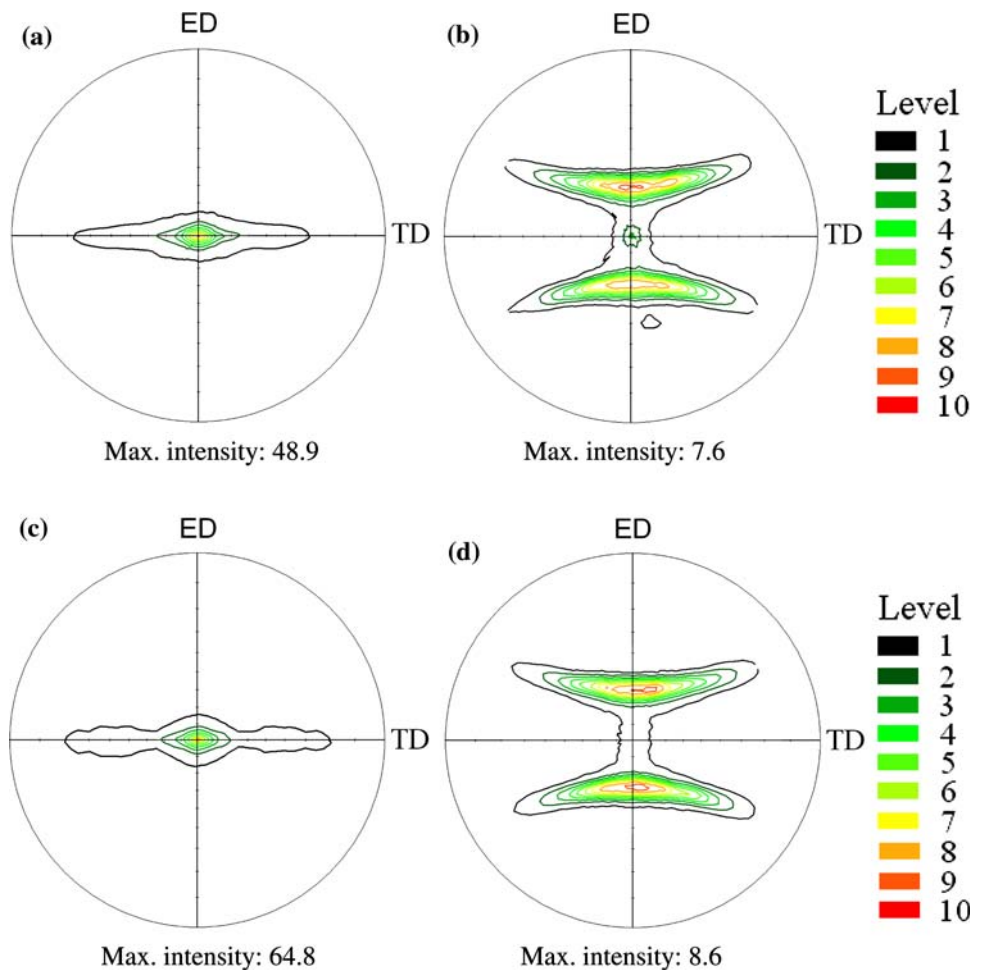 (a)
ED
TD
Max. intensity: 48.9
(b)
ED
TD
Max. intensity: 7.6
Level
1
2
3
4
5
6
7
8
9
10
(c)
ED
TD
Max. intensity: 64.8
(d)
ED
TD
Max. intensity: 8.6
Level
1
2
3
4
5
6
7
8
9
10